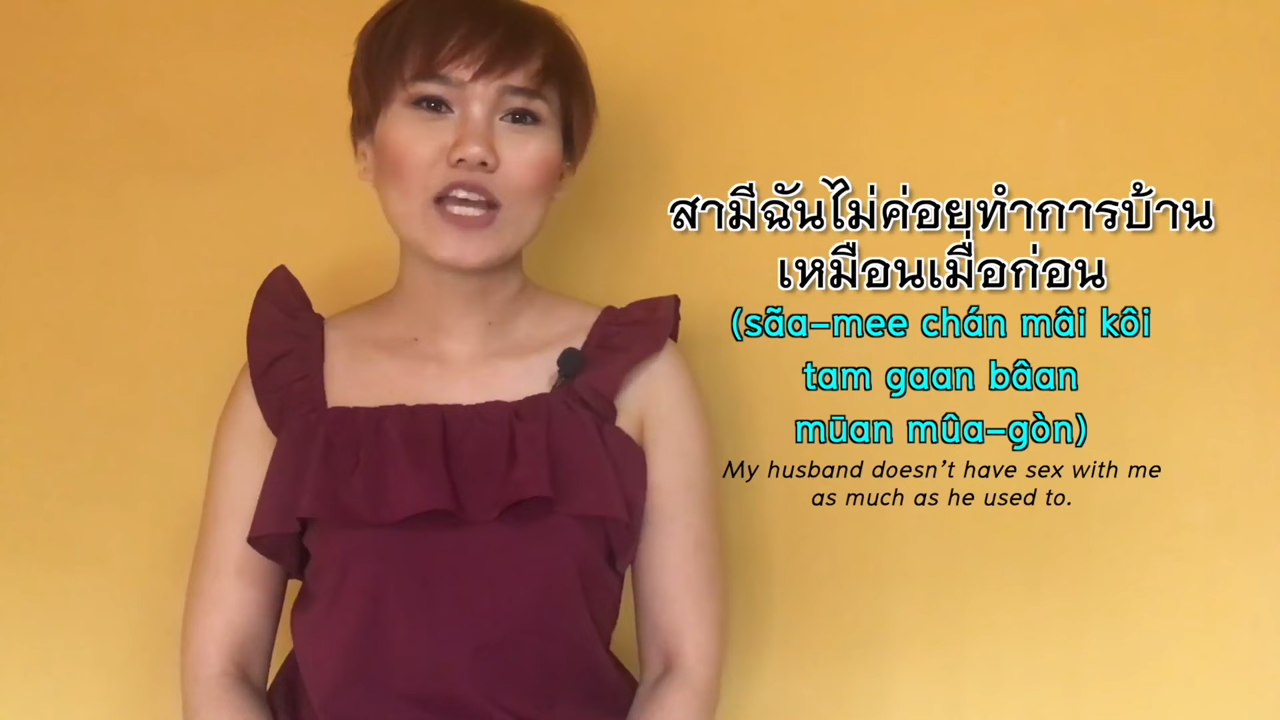 สามีฉันไม่ค่อยทำการบ้าน
เหมือนเมื่อก่อน
(sãa-mee chán mâi kôi
tam gaan bâan
mūan mûa-gòn)
My husband doesn't have sex with me
as much as he used to.